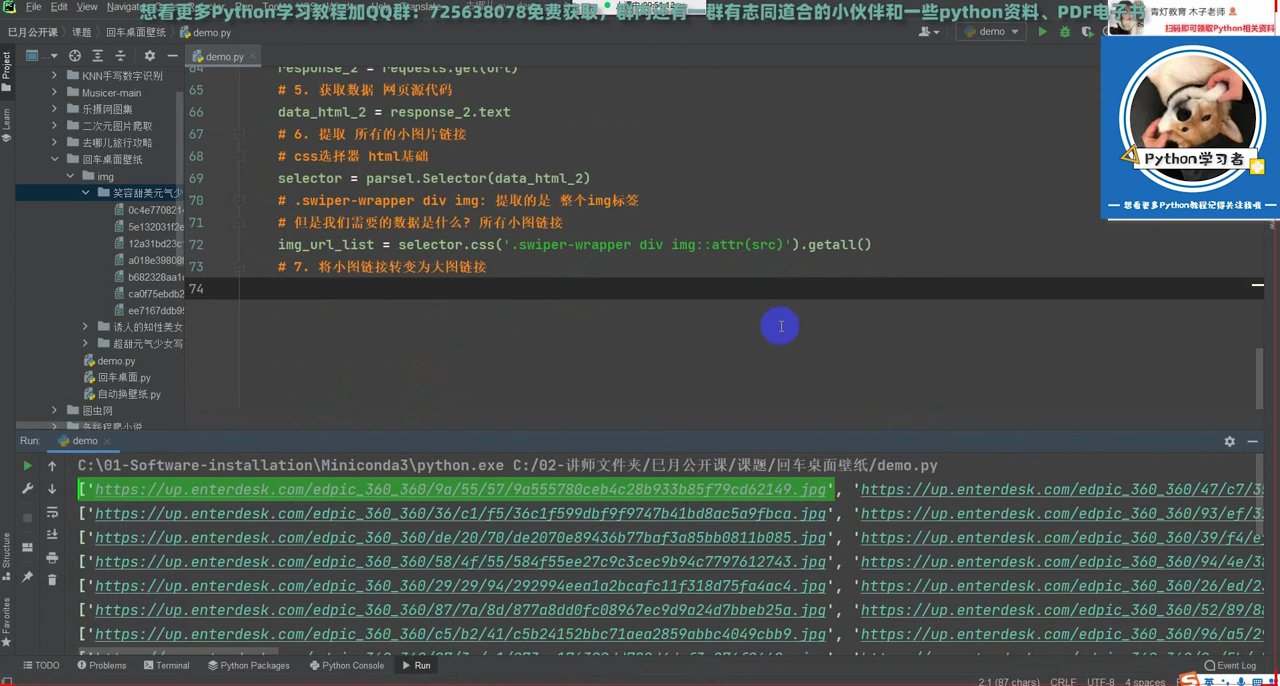 File Edit View
想看更多Python学习教程加QQ群：725638078免费获取，群内还有一群有志同道合的小伙伴和一些python资料、PDF电子书
青灯教育 木子老师
扫码即可领取Python相关资料
巳月公开课 课题 回车桌面壁纸 demo.py
demo
Project
Learn
Structure
Favorites
demo.py
KNN手写数字识别
Musicer-main
乐摄网图集
二次元图片爬取
去哪儿旅行攻略
回车桌面壁纸
img
笑容甜美元气少
0c4e770821
5e132031f2e
12a31bd23c
a018e39808
b682328aa1
ca0f75ebdb2
ee7167ddb95
诱人的知性美女
超甜元气少女写
demo.py
回车桌面.py
自动换壁纸.py
图虫网
64 response_2 = requests.get(url)
65 # 5. 获取数据 网页源代码
66 data_html_2 = response_2.text
67 # 6. 提取 所有的小图片链接
68 # css选择器 html基础
69 selector = parsel.Selector(data_html_2)
70 # .swiper-wrapper div img: 提取的是 整个img标签
71 # 但是我们需要的数据是什么? 所有小图链接
72 img_url_list = selector.css('.swiper-wrapper div img::attr(src)').getall()
73 # 7. 将小图链接转变为大图链接
74
Python学习者
想看更多Python教程记得关注我哦
Run: demo
C:\01-Software-installation\Miniconda3\python.exe C:/02-讲师文件夹/巳月公开课/课题/回车桌面壁纸/demo.py
['https://up.enterdesk.com/edpic_360_360/9a/55/57/9a555780ceb4c28b933b85f79cd62149.jpg', 'https://up.enterdesk.com/edpic_360_360/47/c7/35
['https://up.enterdesk.com/edpic_360_360/36/c1/f5/36c1f599dbf9f9747b41bd8ac5a9fbca.jpg', 'https://up.enterdesk.com/edpic_360_360/93/ef/32
['https://up.enterdesk.com/edpic_360_360/de/20/70/de2070e89436b77baf3a85bb0811b085.jpg', 'https://up.enterdesk.com/edpic_360_360/39/f4/e
['https://up.enterdesk.com/edpic_360_360/58/4f/55/584f55ee27c9c3cec9b94c7797612743.jpg', 'https://up.enterdesk.com/edpic_360_360/94/4e/38
['https://up.enterdesk.com/edpic_360_360/29/29/94/292994eea1a2bcafc11f318d75fa4ac4.jpg', 'https://up.enterdesk.com/edpic_360_360/26/ed/23
['https://up.enterdesk.com/edpic_360_360/87/7a/8d/877a8dd0fc08967ec9d9a24d7bbeb25a.jpg', 'https://up.enterdesk.com/edpic_360_360/52/89/88
['https://up.enterdesk.com/edpic_360_360/c5/b2/41/c5b24152bbc71aea2859abbc4049cbb9.jpg', 'https://up.enterdesk.com/edpic_360_360/96/a5/29
TODO Problems Terminal Python Packages Python Console Run Event Log
2:1 (87 chars) CRLF UTF-8 4 spaces
英